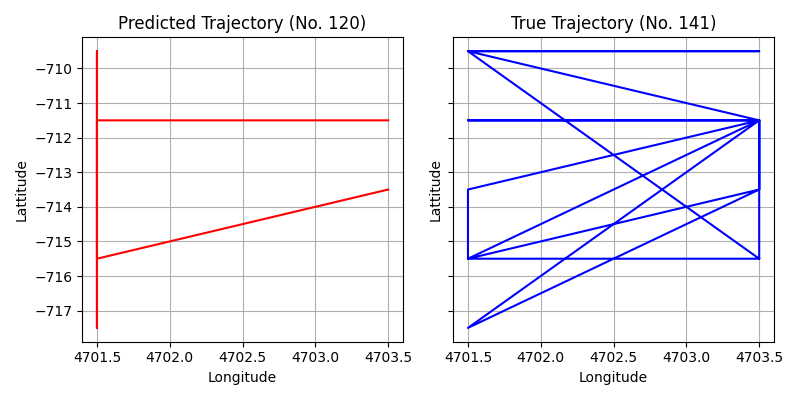 Predicted Trajectory (No. 120)
True Trajectory (No. 141)
Lattitude
−710
−711
−712
−713
−714
−715
−716
−717
4701.5 4702.0 4702.5 4703.0 4703.5
Longitude
Lattitude
4701.5 4702.0 4702.5 4703.0 4703.5
Longitude